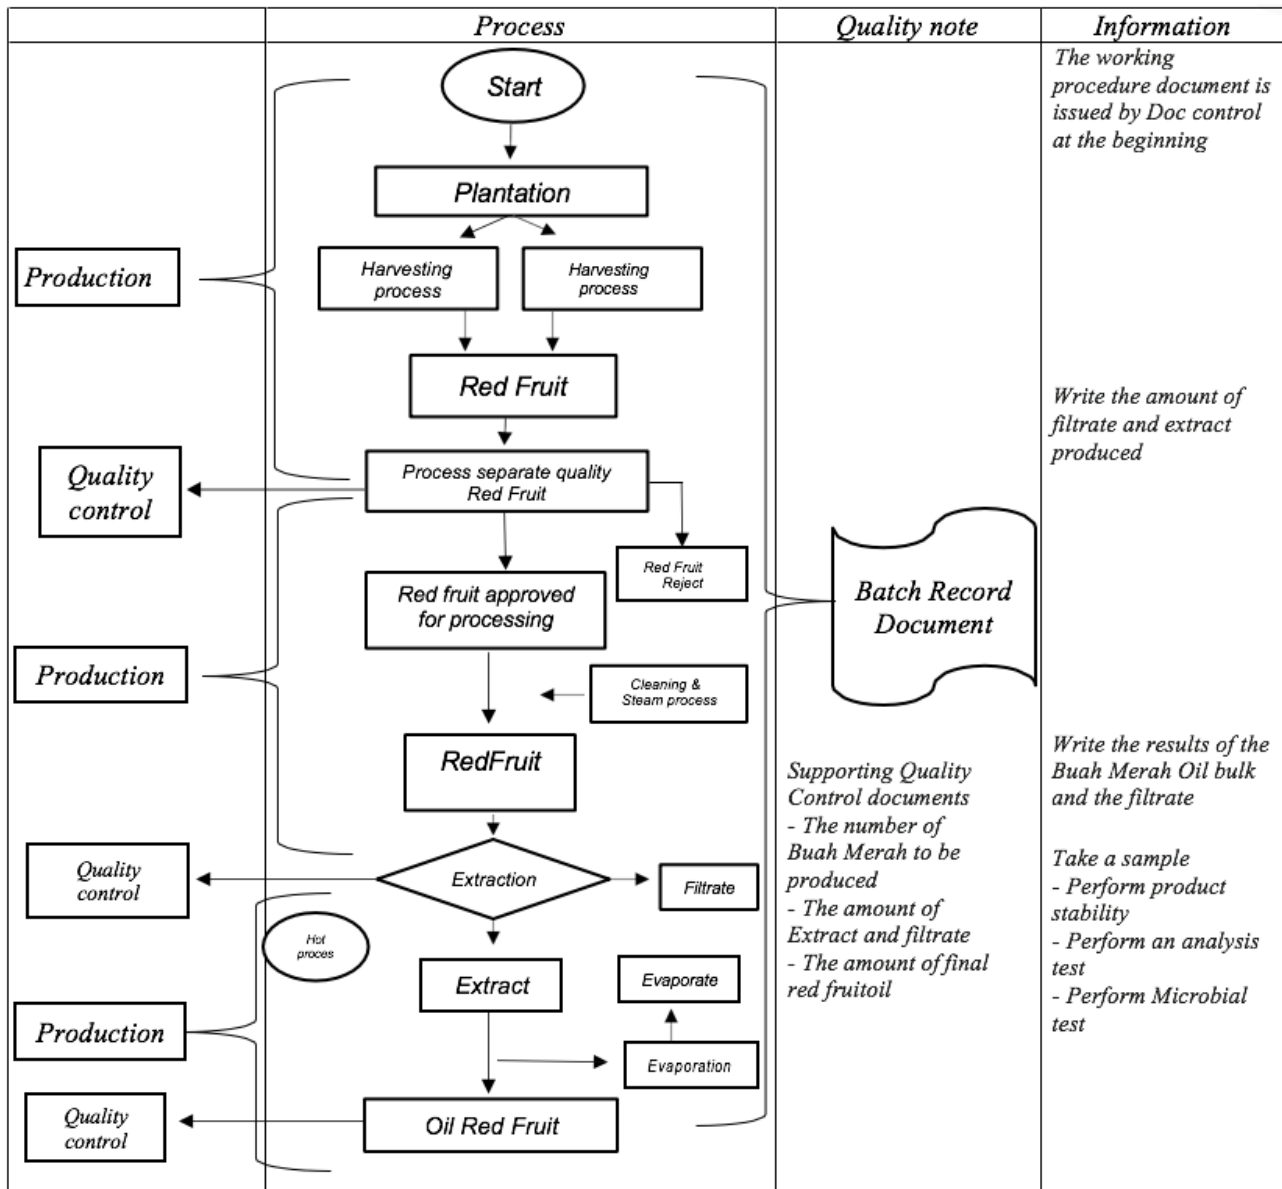 Process
Quality note
Information
Start
Plantation
Harvesting
process
Harvesting
process
Red Fruit
Process separate quality
Red Fruit
Red Fruit
Reject
Red fruit approved
for processing
Cleaning &
Steam process
RedFruit
Extraction
Filtrate
Hot
proces
Extract
Evaporate
Evaporation
Oil Red Fruit
Production
Quality
control
Production
Quality
control
Production
Quality
control
Batch Record
Document
Supporting Quality
Control documents
- The number of
Buah Merah to be
produced
- The amount of
Extract and filtrate
- The amount of final
red fruitoil
The working
procedure document is
issued by Doc control
at the beginning
Write the amount of
filtrate and extract
produced
Write the results of the
Buah Merah Oil bulk
and the filtrate
Take a sample
- Perform product
stability
- Perform an analysis
test
- Perform Microbial
test